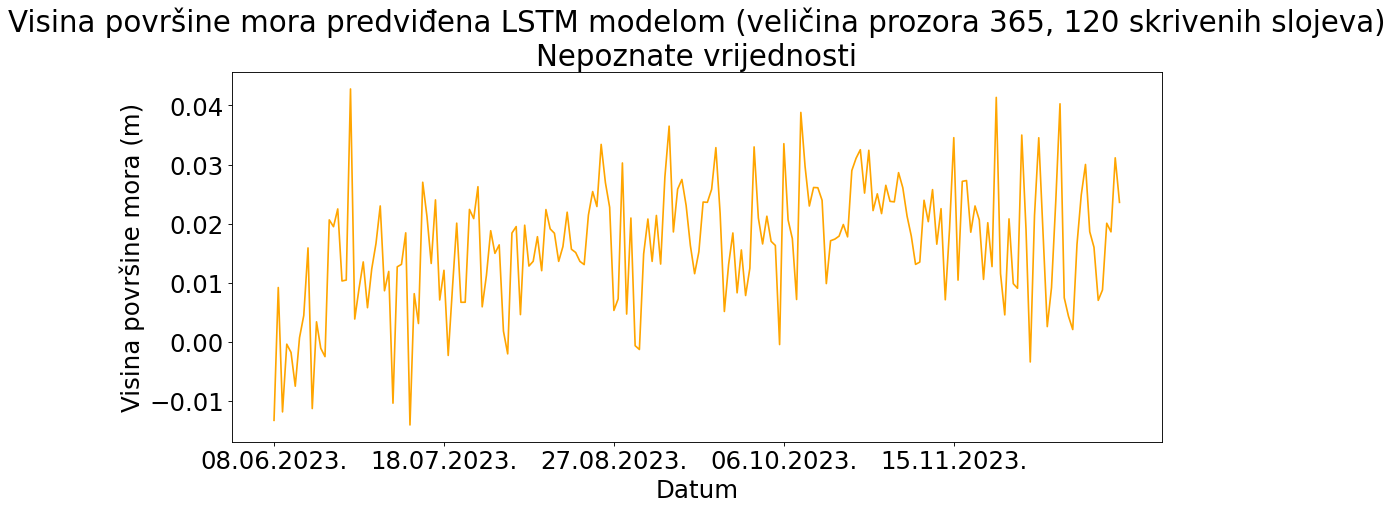 Visina površine mora predviđena LSTM modelom (veličina prozora 365, 120 skrivenih slojeva)
Nepoznate vrijednosti
Visina površine mora (m)
0.04
0.03
0.02
0.01
0.00
−0.01
08.06.2023. 18.07.2023. 27.08.2023. 06.10.2023. 15.11.2023.
Datum